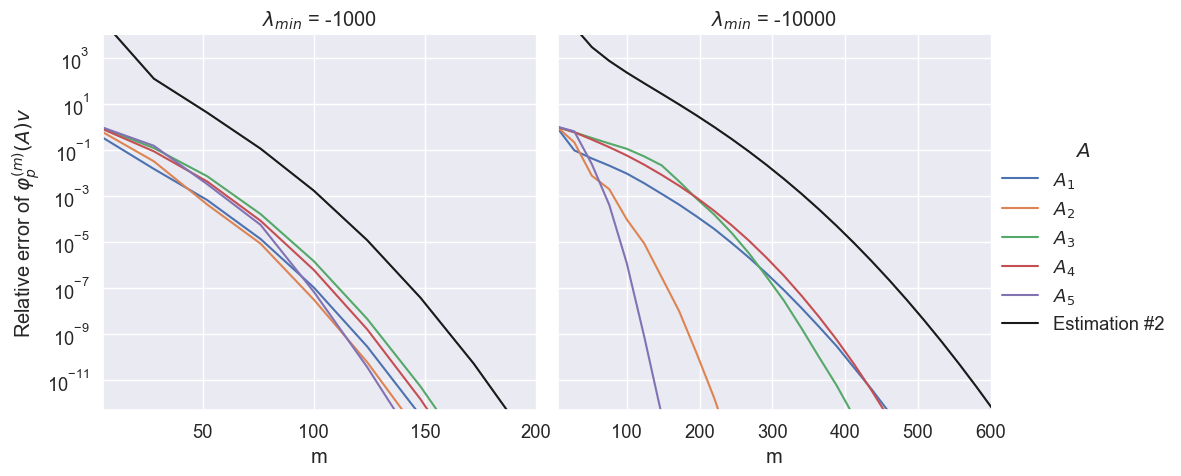 λ_min = -1000
λ_min = -10000
Relative error of φ_p^(m)(A)v
10^3
10^1
10^−1
10^−3
10^−5
10^−7
10^−9
10^−11
50 100 150 200
m
100 200 300 400 500 600
m
A
A_1
A_2
A_3
A_4
A_5
Estimation #2